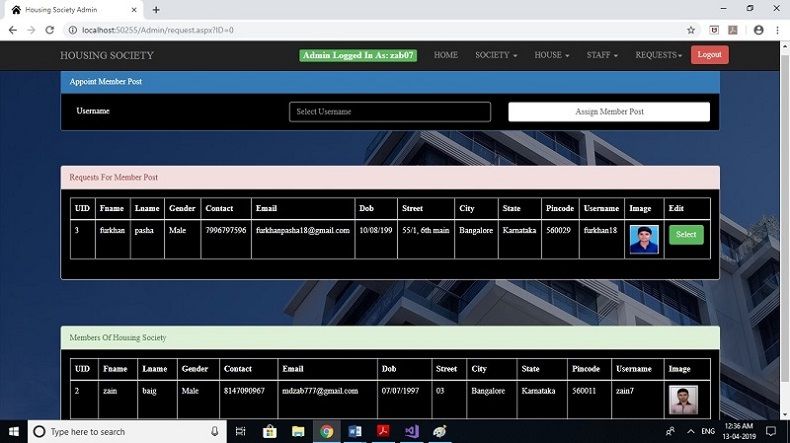 Housing Society Admin
localhost:50255/Admin/request.aspx?ID=0
HOUSING SOCIETY Admin Logged In As: zab07 HOME SOCIETY HOUSE STAFF REQUESTS Logout
Appoint Member Post
Username Select Username Assign Member Post
Requests For Member Post
UID Fname Lname Gender Contact Email Dob Street City State Pincode Username Image Edit
3 furkhan pasha Male 7996797596 furkhanpasha18@gmail.com 10/08/199 55/1, 6th main Bangalore Karnataka 560029 furkhan18 Select
Members Of Housing Society
UID Fname Lname Gender Contact Email Dob Street City State Pincode Username Image
2 zain baig Male 8147090967 mdzab777@gmail.com 07/07/1997 03 Bangalore Karnataka 560011 zain7
Type here to search ENG 12:36 AM
13-04-2019